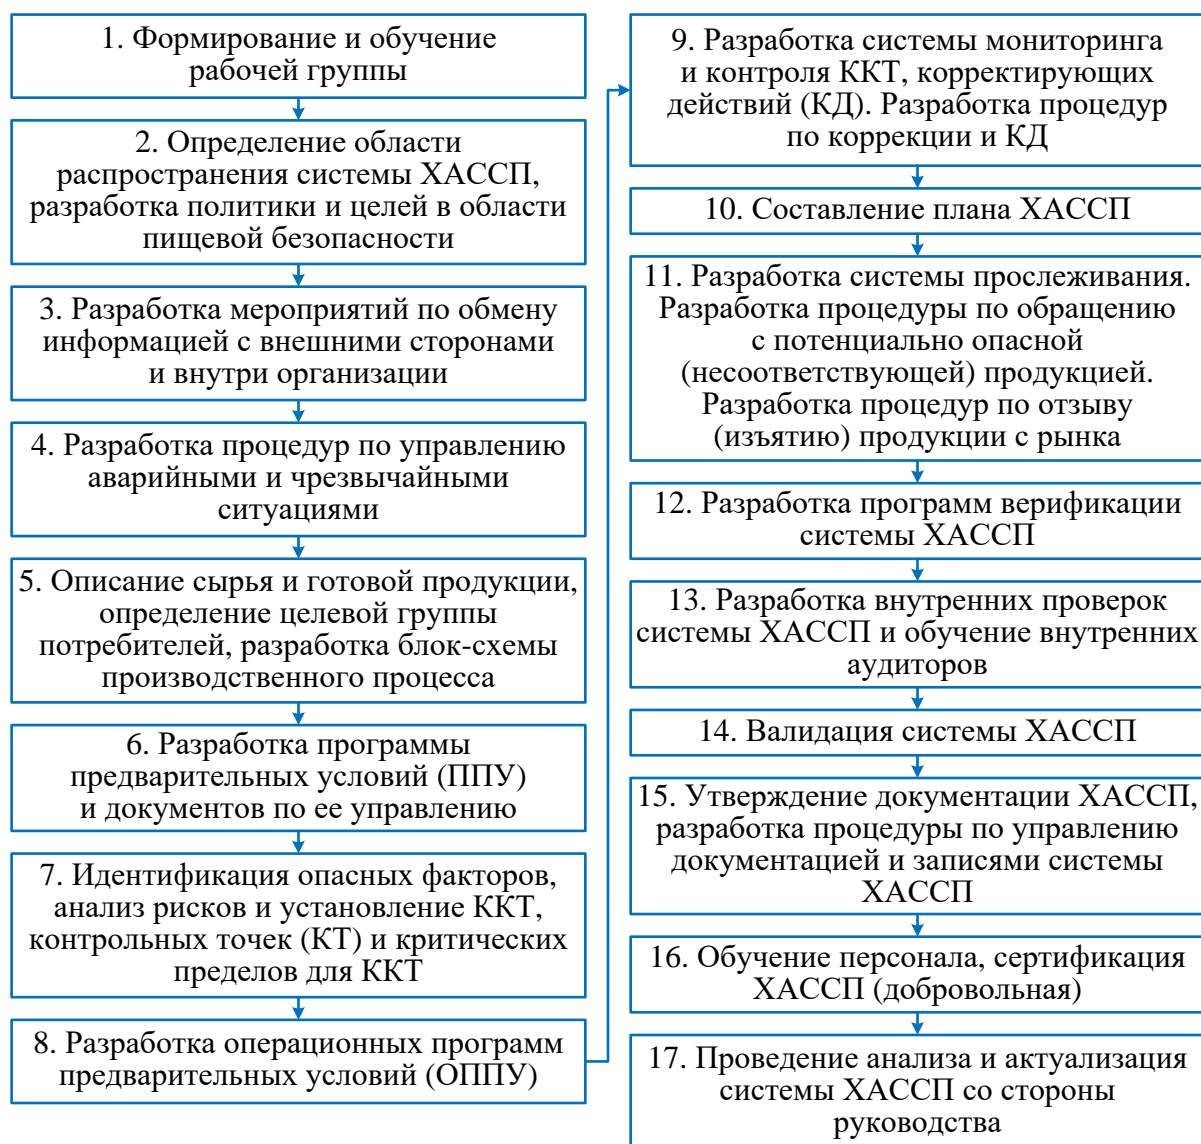 1. Формирование и обучение
рабочей группы
2. Определение области
распространения системы ХАССП,
разработка политики и целей в области
пищевой безопасности
3. Разработка мероприятий по обмену
информацией с внешними сторонами
и внутри организации
4. Разработка процедур по управлению
аварийными и чрезвычайными
ситуациями
5. Описание сырья и готовой продукции,
определение целевой группы
потребителей, разработка блок-схемы
производственного процесса
6. Разработка программы
предварительных условий (ППУ)
и документов по ее управлению
7. Идентификация опасных факторов,
анализ рисков и установление ККТ,
контрольных точек (КТ) и критических
пределов для ККТ
8. Разработка операционных программ
предварительных условий (ОППУ)
9. Разработка системы мониторинга
и контроля ККТ, корректирующих
действий (КД). Разработка процедур
по коррекции и КД
10. Составление плана ХАССП
11. Разработка системы прослеживания.
Разработка процедуры по обращению
с потенциально опасной
(несоответствующей) продукцией.
Разработка процедур по отзыву
(изъятию) продукции с рынка
12. Разработка программ верификации
системы ХАССП
13. Разработка внутренних проверок
системы ХАССП и обучение внутренних
аудиторов
14. Валидация системы ХАССП
15. Утверждение документации ХАССП,
разработка процедуры по управлению
документацией и записями системы
ХАССП
16. Обучение персонала, сертификация
ХАССП (добровольная)
17. Проведение анализа и актуализация
системы ХАССП со стороны
руководства